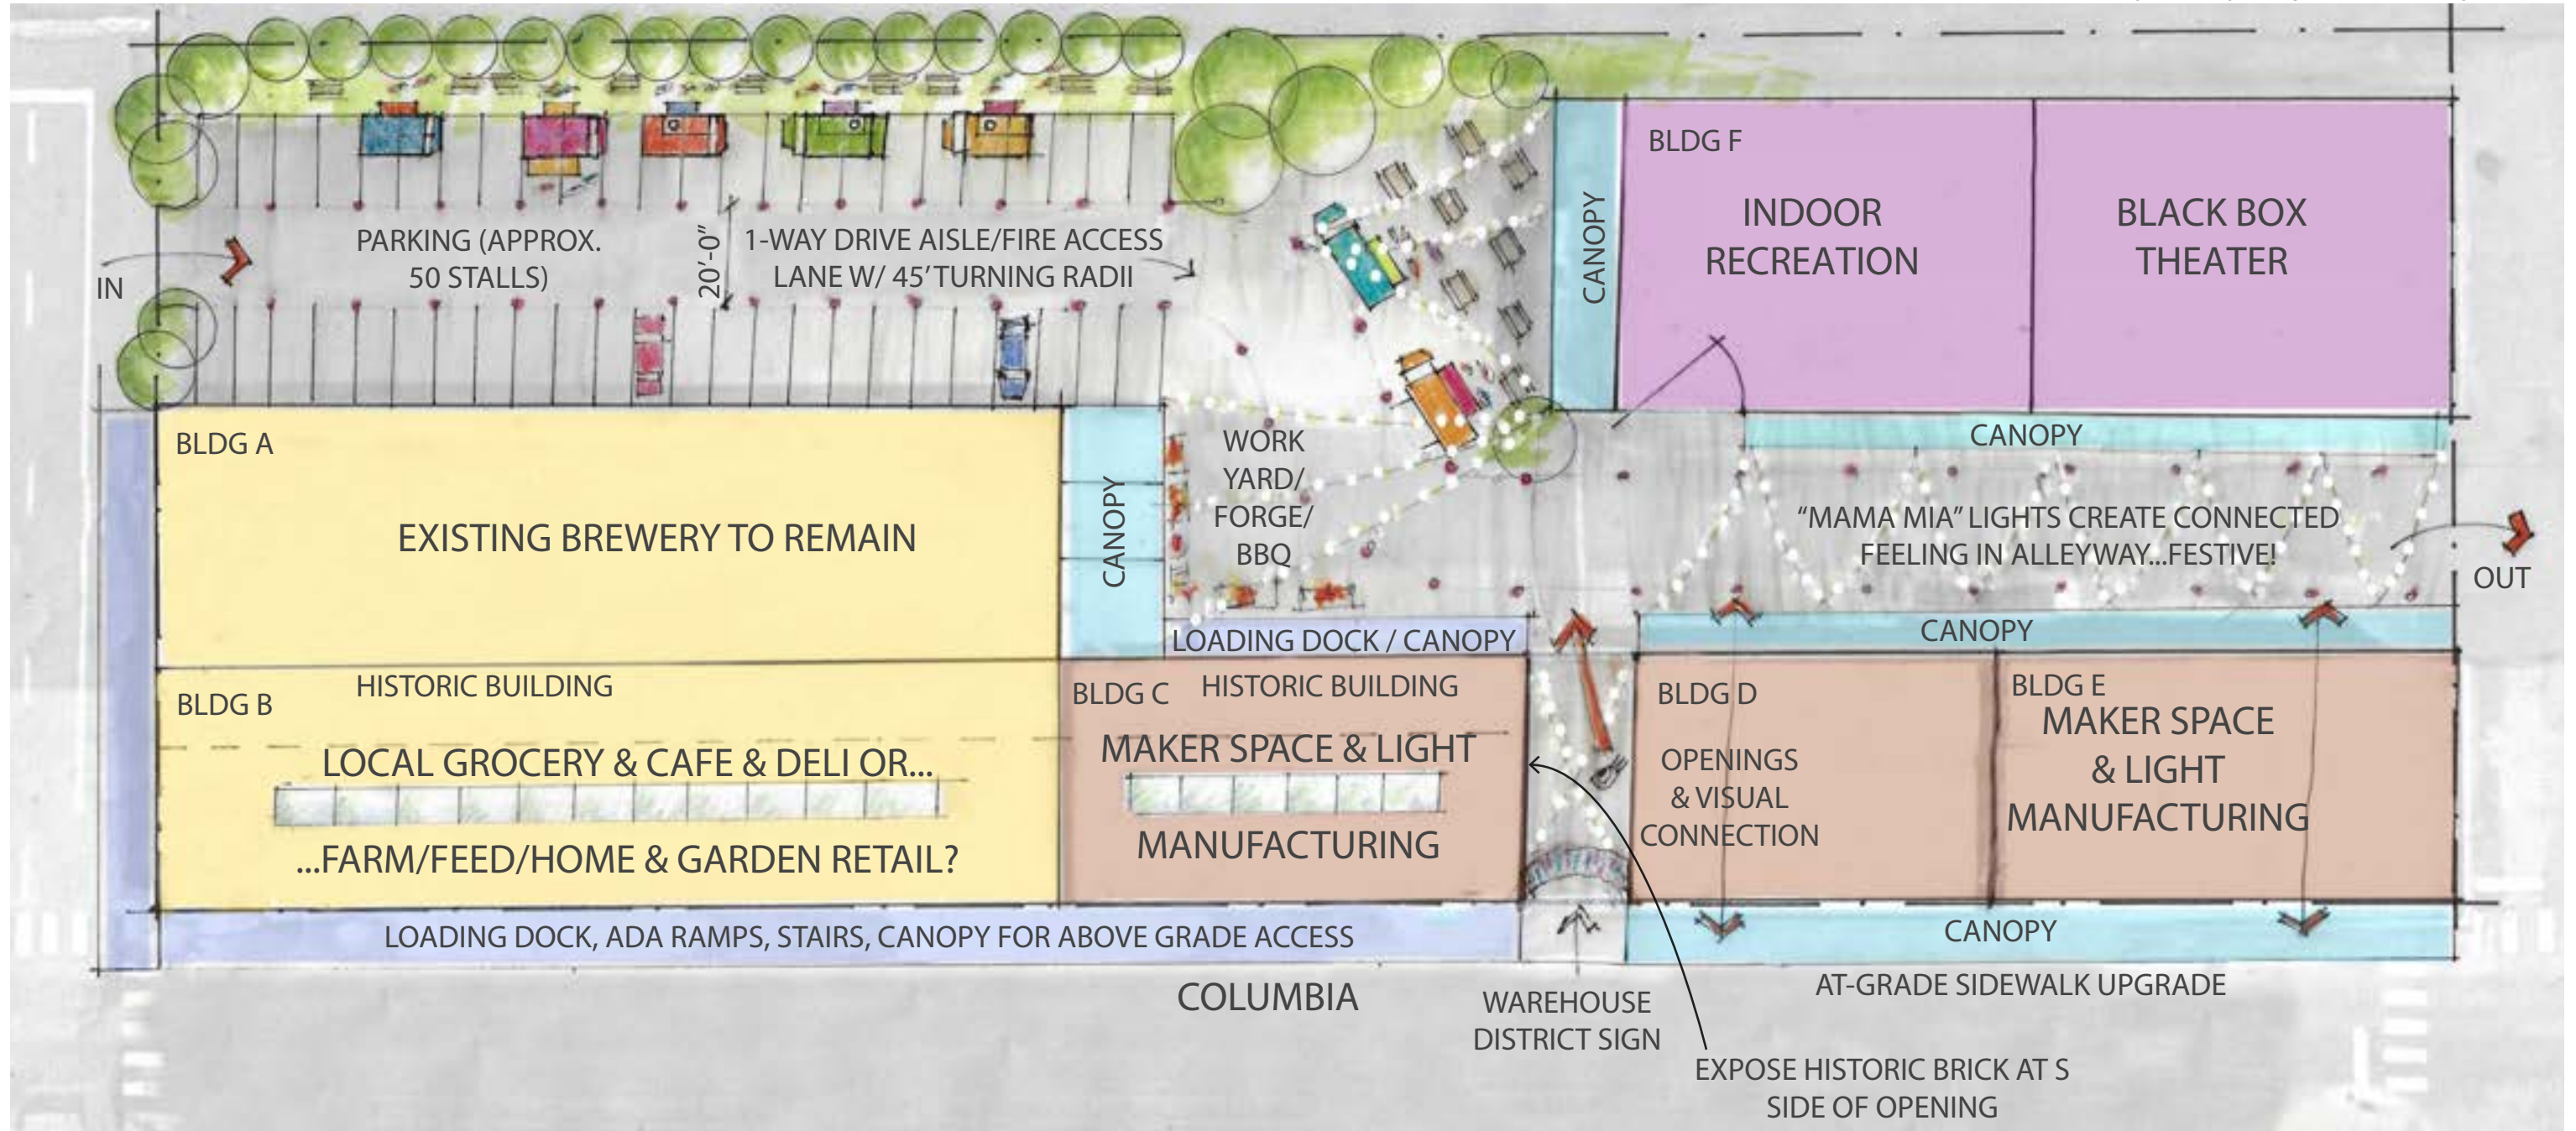 BLDG F
INDOOR
RECREATION
BLACK BOX
THEATER
CANOPY
IN
PARKING (APPROX.
50 STALLS)
20'-0"
1-WAY DRIVE AISLE/FIRE ACCESS
LANE W/ 45' TURNING RADII
BLDG A
EXISTING BREWERY TO REMAIN
CANOPY
WORK
YARD/
FORGE/
BBQ
CANOPY
“MAMA MIA” LIGHTS CREATE CONNECTED
FEELING IN ALLEYWAY...FESTIVE!
OUT
LOADING DOCK / CANOPY
CANOPY
HISTORIC BUILDING
BLDG B
LOCAL GROCERY & CAFE & DELI OR...
...FARM/FEED/HOME & GARDEN RETAIL?
BLDG C
HISTORIC BUILDING
MAKER SPACE & LIGHT
MANUFACTURING
BLDG D
OPENINGS
& VISUAL
CONNECTION
BLDG E
MAKER SPACE
& LIGHT
MANUFACTURING
LOADING DOCK, ADA RAMPS, STAIRS, CANOPY FOR ABOVE GRADE ACCESS
CANOPY
COLUMBIA
WAREHOUSE
DISTRICT SIGN
AT-GRADE SIDEWALK UPGRADE
EXPOSE HISTORIC BRICK AT S
SIDE OF OPENING